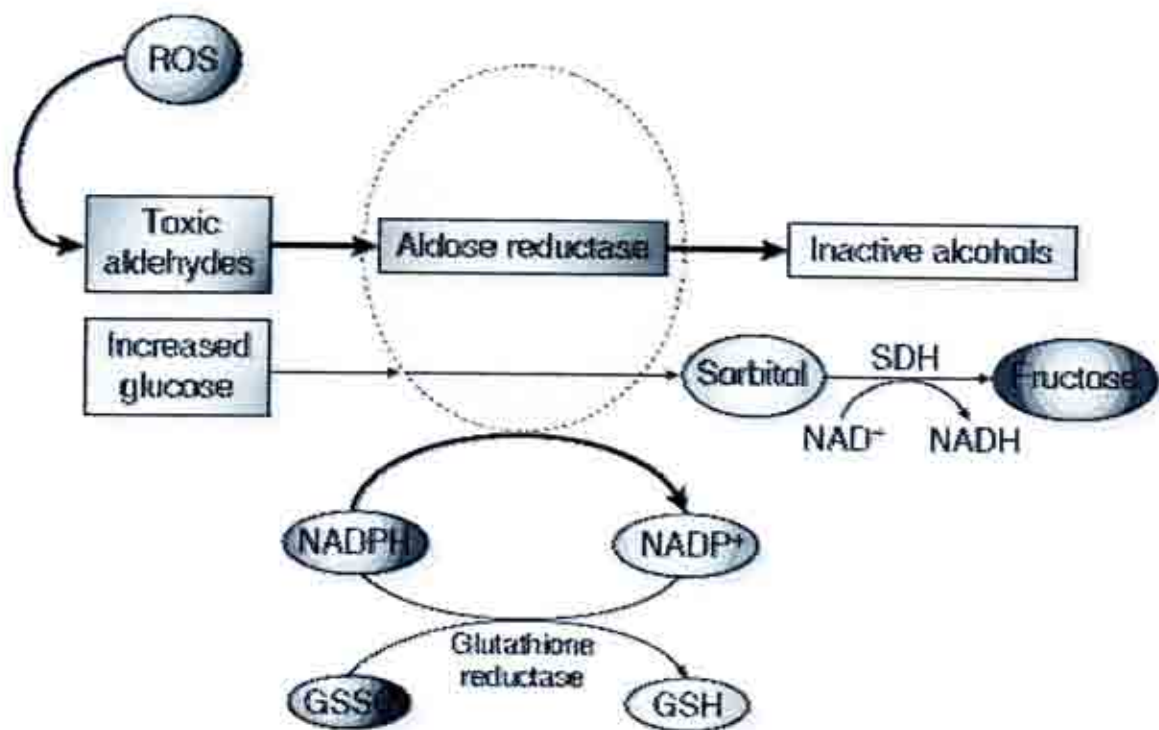 ROS
Toxic
aldehydes
Aldose reductase
Inactive alcohols
Increased
glucose
Sorbitol
SDH
Fructose
NAD+
NADH
NADPH
NADP+
Glutathione
reductase
GSSG
GSH